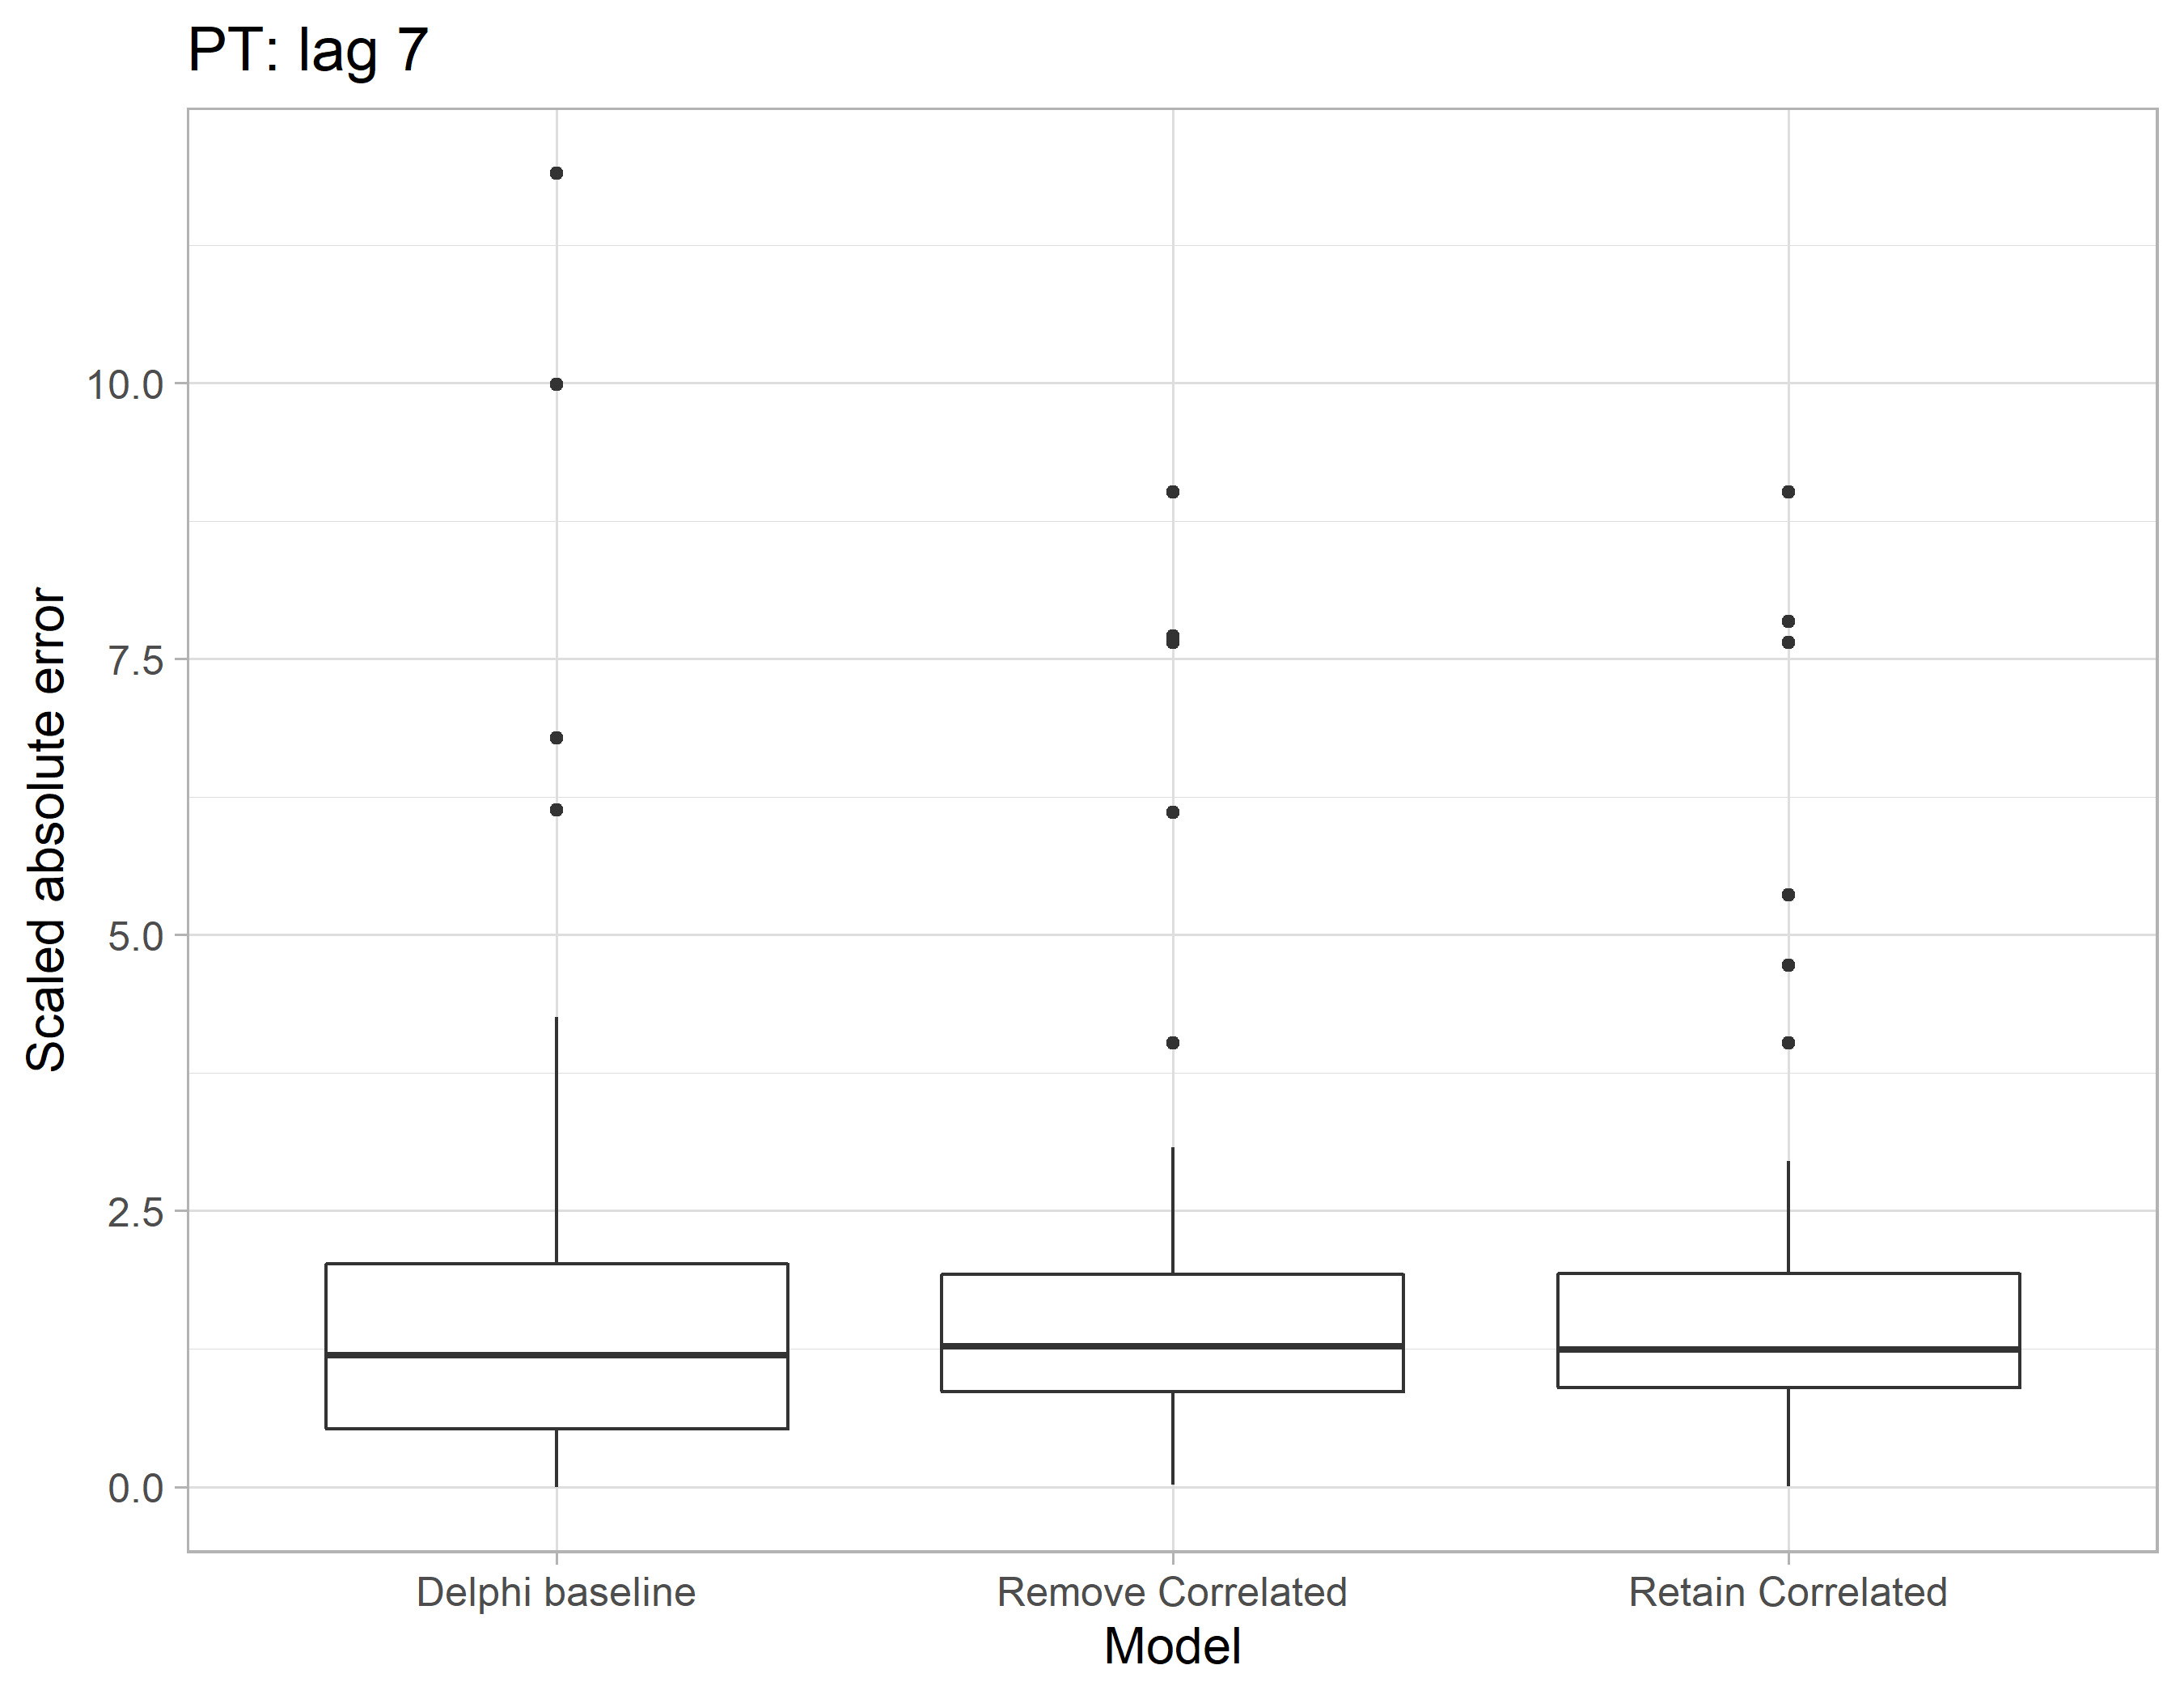 PT: lag 7
Scaled absolute error
10.0
7.5
5.0
2.5
0.0
Delphi baseline
Remove Correlated
Retain Correlated
Model